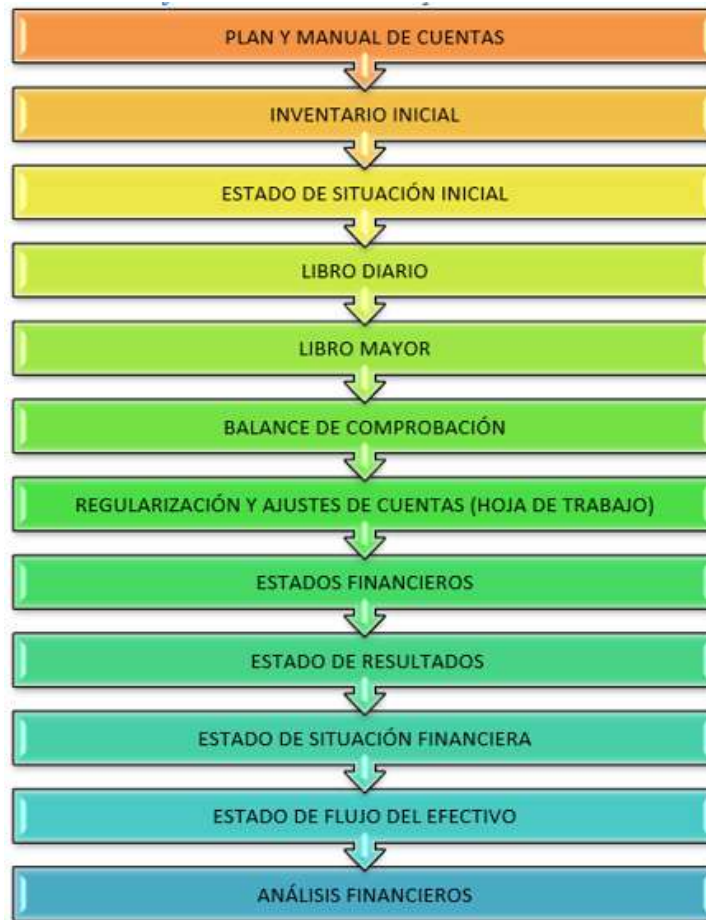 PLAN Y MANUAL DE CUENTAS
INVENTARIO INICIAL
ESTADO DE SITUACIÓN INICIAL
LIBRO DIARIO
LIBRO MAYOR
BALANCE DE COMPROBACIÓN
REGULARIZACIÓN Y AJUSTES DE CUENTAS (HOJA DE TRABAJO)
ESTADOS FINANCIEROS
ESTADO DE RESULTADOS
ESTADO DE SITUACIÓN FINANCIERA
ESTADO DE FLUJO DEL EFECTIVO
ANÁLISIS FINANCIEROS